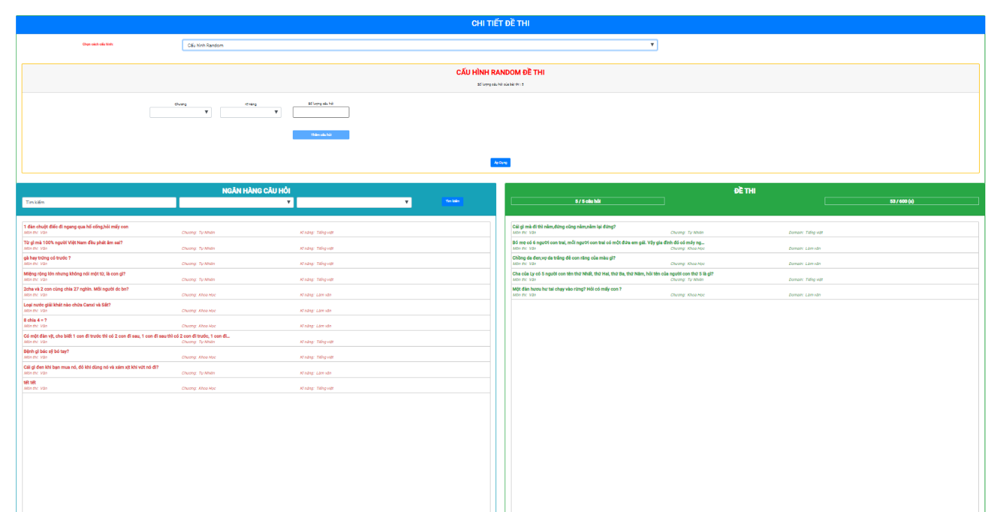 CHI TIẾT ĐỀ THI
Chọn cách cấu hình:
Cấu hình Random
CẤU HÌNH RANDOM ĐỀ THI
Số lượng câu hỏi của bài thi : 5
Chương
Kĩ năng
Số lượng câu hỏi
Thêm câu hỏi
Áp Dụng
NGÂN HÀNG CÂU HỎI
Tìm kiếm
Tìm kiếm
1 đàn chuột điếc đi ngang qua hố cống,hỏi mấy con
Môn thi: Văn Chương: Tự Nhiên Kĩ năng: Tiếng việt
Từ gì mà 100% người Việt Nam đều phát âm sai?
Môn thi: Văn Chương: Tự Nhiên Kĩ năng: Tiếng việt
gà hay trứng có trước ?
Môn thi: Văn Chương: Tự Nhiên Kĩ năng: Tiếng việt
Miệng rộng lớn nhưng không nói một từ, là con gì?
Môn thi: Văn Chương: Tự Nhiên Kĩ năng: Tiếng việt
2cha và 2 con cùng chia 27 nghìn. Mỗi người dc bn?
Môn thi: Văn Chương: Khoa Học Kĩ năng: Làm văn
Loại nước giải khát nào chứa Canxi và Sắt?
Môn thi: Văn Chương: Khoa Học Kĩ năng: Làm văn
8 chia 4 = ?
Môn thi: Văn Chương: Khoa Học Kĩ năng: Làm văn
Có một đàn vịt, cho biết 1 con đi trước thì có 2 con đi sau, 1 con đi sau thì có 2 con đi trước, 1 con đi...
Môn thi: Văn Chương: Tự Nhiên Kĩ năng: Tiếng việt
Bệnh gì bác sỹ bó tay?
Môn thi: Văn Chương: Khoa Học Kĩ năng: Tiếng việt
Cái gì đen khi bạn mua nó, đỏ khi dùng nó và xám xịt khi vứt nó đi?
Môn thi: Văn Chương: Tự Nhiên Kĩ năng: Làm văn
tét tét
Môn thi: Văn Chương: Khoa Học Kĩ năng: Tiếng việt
ĐỀ THI
5 / 5 câu hỏi
53 / 600 (s)
Cái gì mà đi thì nằm,đứng cũng nằm,nằm lại đứng?
Môn thi: Văn Chương: Tự Nhiên Domain: Tiếng việt
Bố mẹ có 6 người con trai, mỗi người con trai có một đứa em gái. Vậy gia đình đó có mấy ng...
Môn thi: Văn Chương: Khoa Học Domain: Làm văn
Chồng da đen,vợ da trắng đẻ con răng của màu gì?
Môn thi: Văn Chương: Khoa Học Domain: Làm văn
Cha của Ly có 5 người con tên thứ Nhất, thứ Hai, thứ Ba, thứ Năm, hỏi tên của người con thứ 5 là gì?
Môn thi: Văn Chương: Tự Nhiên Domain: Tiếng việt
Một đàn hươu hư tai chạy vào rừng? Hỏi có mấy con ?
Môn thi: Văn Chương: Khoa Học Domain: Làm văn